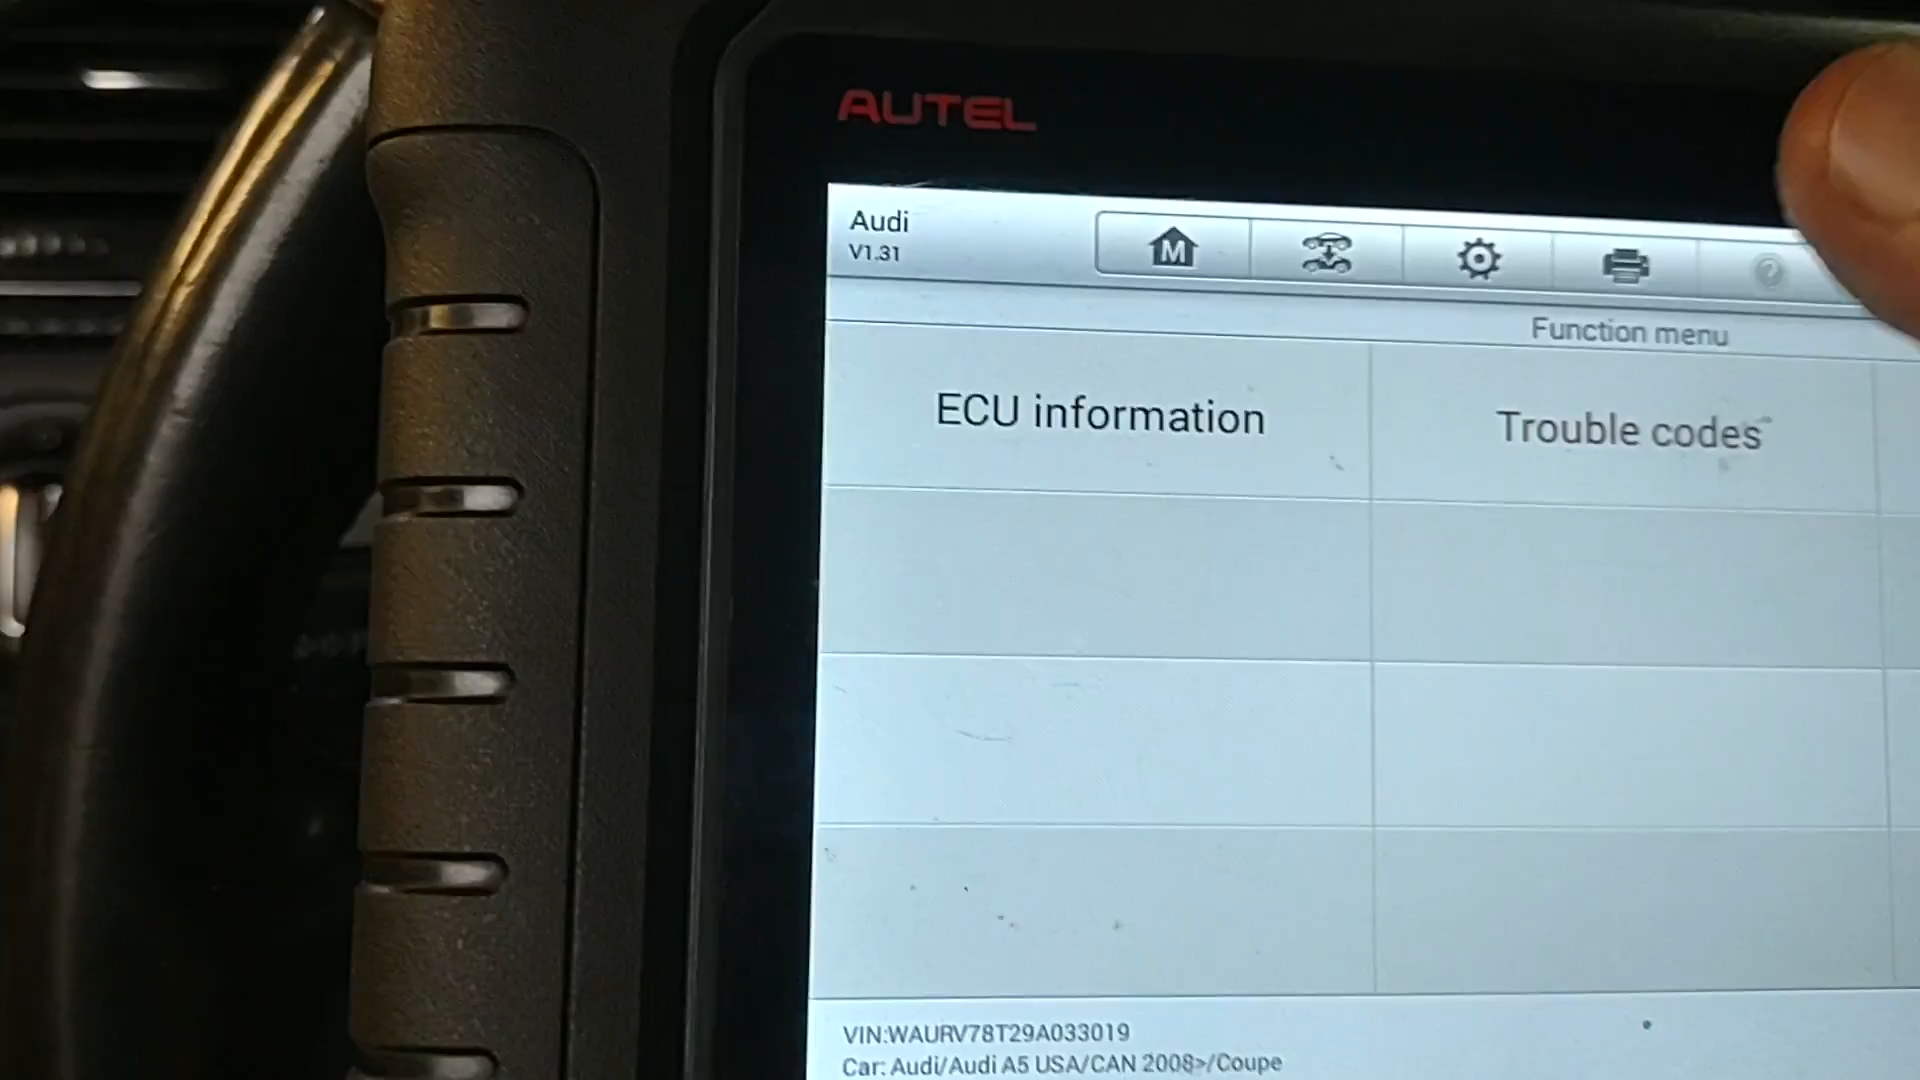 AUTEL
Audi
V1.31
M
?
Function menu
ECU information
Trouble codes
VIN:WAURV78T29A033019
Car: Audi/Audi A5 USA/CAN 2008>/Coupe